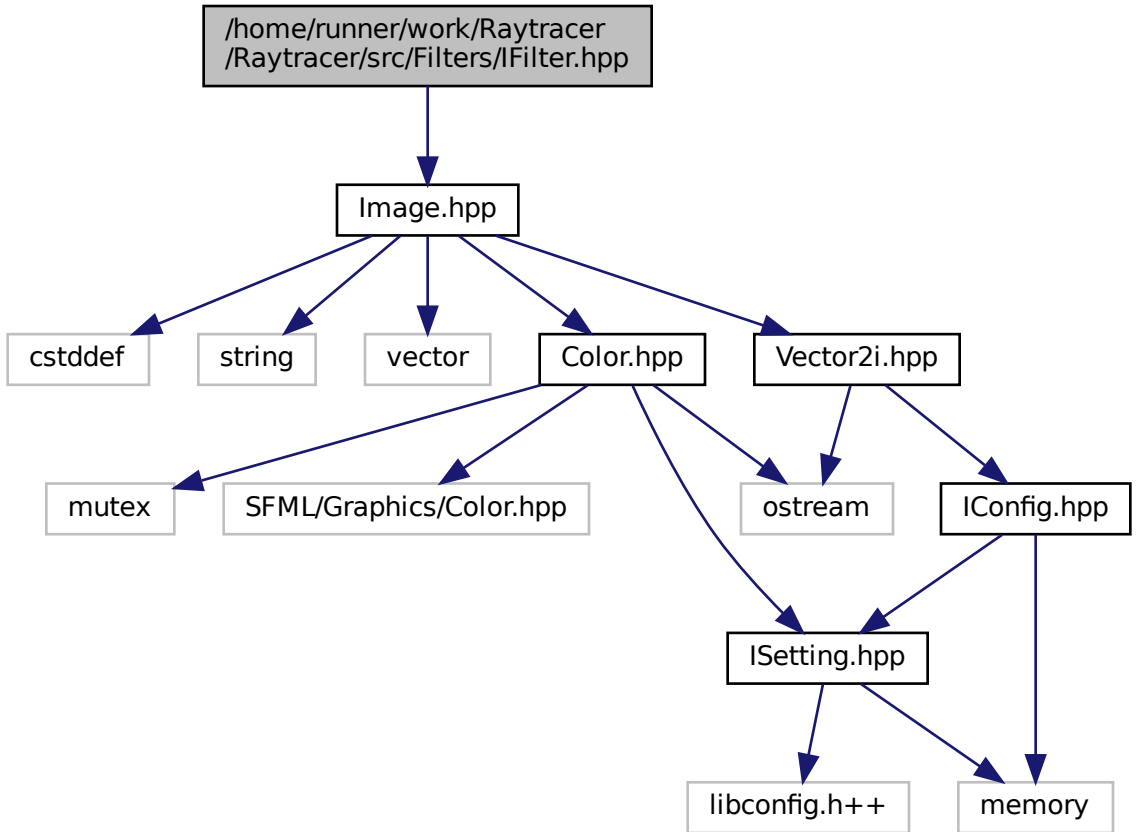 /home/runner/work/Raytracer
/Raytracer/src/Filters/IFilter.hpp
Image.hpp
cstddef
string
vector
Color.hpp
Vector2i.hpp
mutex
SFML/Graphics/Color.hpp
ostream
IConfig.hpp
ISetting.hpp
libconfig.h++
memory